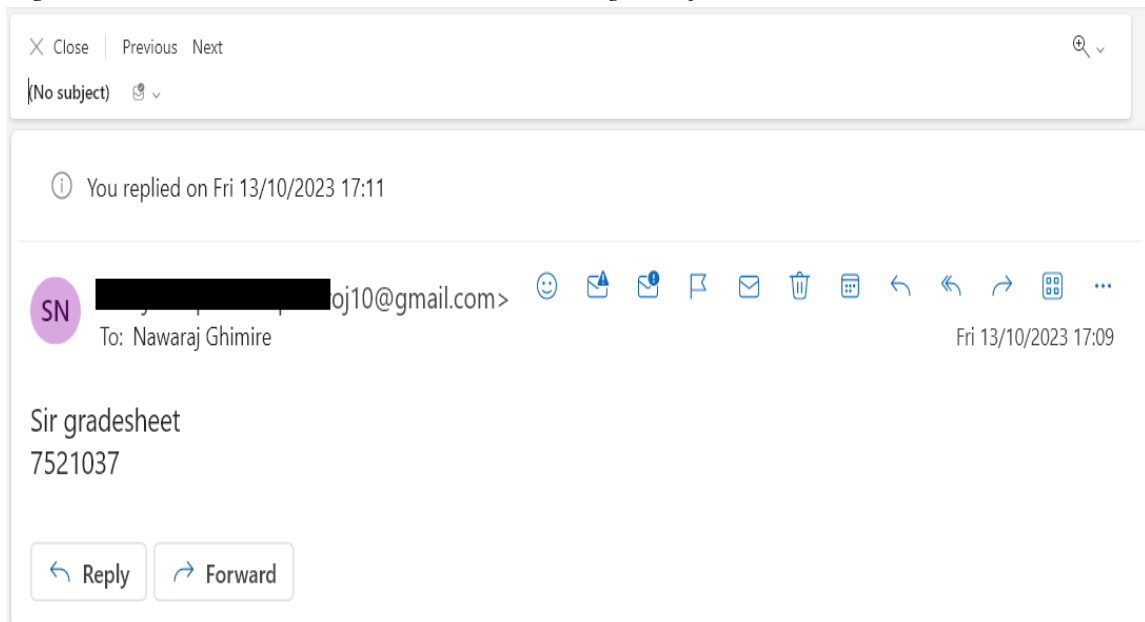 Close Previous Next
(No subject)
You replied on Fri 13/10/2023 17:11
SN
oj10@gmail.com>
To: Nawaraj Ghimire
Fri 13/10/2023 17:09
Sir gradesheet
7521037
Reply Forward